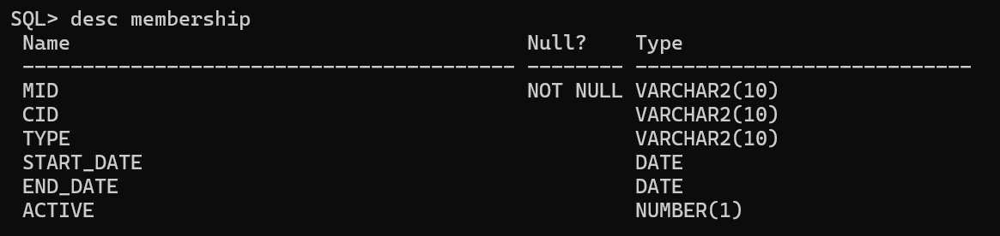 SQL> desc membership
Name Null? Type
----------------------------------------- -------- ----------------------------
MID NOT NULL VARCHAR2(10)
CID VARCHAR2(10)
TYPE VARCHAR2(10)
START_DATE DATE
END_DATE DATE
ACTIVE NUMBER(1)